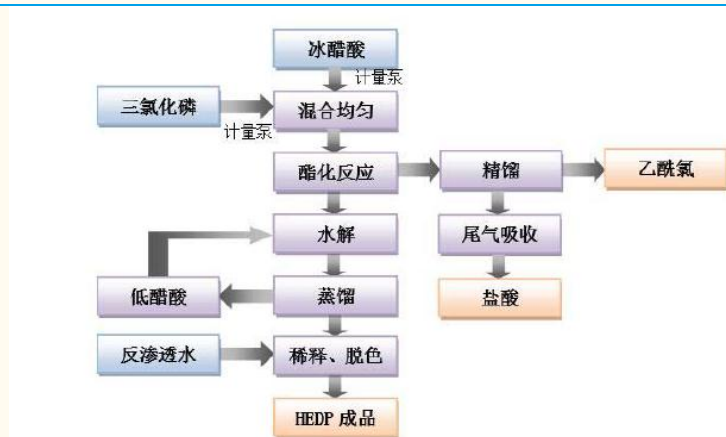 冰醋酸
计量泵
三氯化磷
计量泵
混合均匀
酯化反应
精馏
乙酰氯
水解
尾气吸收
低醋酸
蒸馏
盐酸
反渗透水
稀释、脱色
HEDP 成品